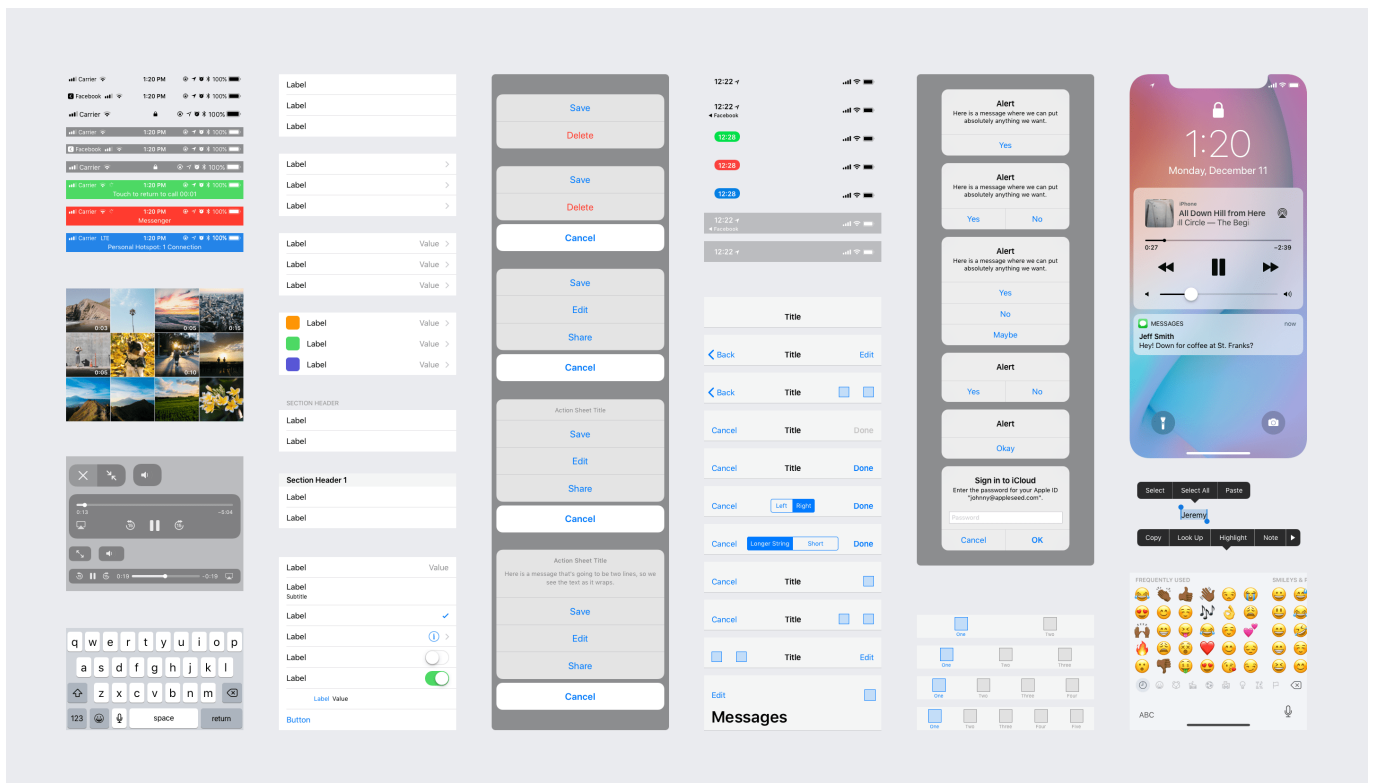 Carrier 1:20 PM 100%
Facebook 1:20 PM 100%
Carrier 100%
Carrier 1:20 PM 100%
Facebook 1:20 PM 100%
Carrier 100%
Carrier 1:20 PM 100%
Touch to return to call 00:01
Carrier 1:20 PM 100%
Messenger
Carrier LTE 1:20 PM 100%
Personal Hotspot: 1 Connection
0:03 0:05 0:15
0:05 0:10
0:13 -5:04
15 15
15 15 0:19 -0:19
q w e r t y u i o p
a s d f g h j k l
z x c v b n m
123 space return
Label
Label
Label
Label
Label
Label
Label Value
Label Value
Label Value
Label Value
Label Value
Label Value
SECTION HEADER
Label
Label
Section Header 1
Label
Label
Label Value
Label
Subtitle
Label
Label
Label
Label
Label Value
Button
Save
Delete
Save
Delete
Cancel
Save
Edit
Share
Cancel
Action Sheet Title
Save
Edit
Share
Cancel
Action Sheet Title
Here is a message that's going to be two lines, so we
see the text as it wraps.
Save
Edit
Share
Cancel
12:22
12:22
Facebook
12:28
12:28
12:28
12:22
Facebook
12:22
Title
Back Title Edit
Back Title
Cancel Title Done
Cancel Title Done
Cancel Left Right Done
Cancel Longer String Short Done
Cancel Title
Cancel Title
Title Edit
Edit
Messages
Alert
Here is a message where we can put
absolutely anything we want.
Yes
Alert
Here is a message where we can put
absolutely anything we want.
Yes No
Alert
Here is a message where we can put
absolutely anything we want.
Yes
No
Maybe
Alert
Yes No
Alert
Okay
Sign in to iCloud
Enter the password for your Apple ID
"johnny@appleseed.com".
Password
Cancel OK
One Two
One Two Three
One Two Three Four
One Two Three Four Five
1:20
Monday, December 11
iPhone
All Down Hill from Here
ll Circle — The Begi
0:27 -2:39
MESSAGES now
Jeff Smith
Hey! Down for coffee at St. Franks?
Select Select All Paste
Jeremy
Copy Look Up Highlight Note
FREQUENTLY USED SMILEYS &
ABC